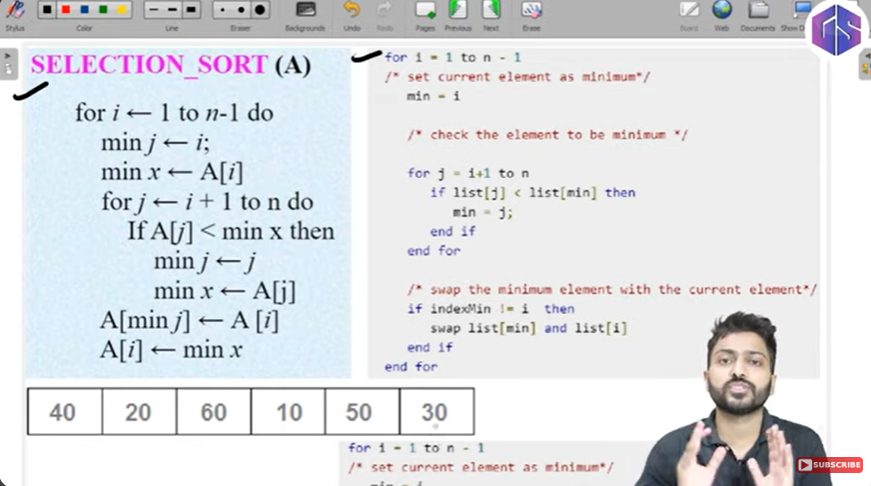 Stylus
Color
Line
Eraser
Backgrounds
Undo
Redo
Pages
Previous
Next
Erase
Board
Web
Documents
Show D
SELECTION_SORT (A)
for i ← 1 to n-1 do
min j ← i;
min x ← A[i]
for j ← i + 1 to n do
If A[j] < min x then
min j ← j
min x ← A[j]
A[min j] ← A [i]
A[i] ← min x
for i = 1 to n - 1
/* set current element as minimum*/
min = i
/* check the element to be minimum */
for j = i+1 to n
if list[j] < list[min] then
min = j;
end if
end for
/* swap the minimum element with the current element*/
if indexMin != i then
swap list[min] and list[i]
end if
end for
40 20 60 10 50 30
for i = 1 to n - 1
/* set current element as minimum*/
SUBSCRIBE